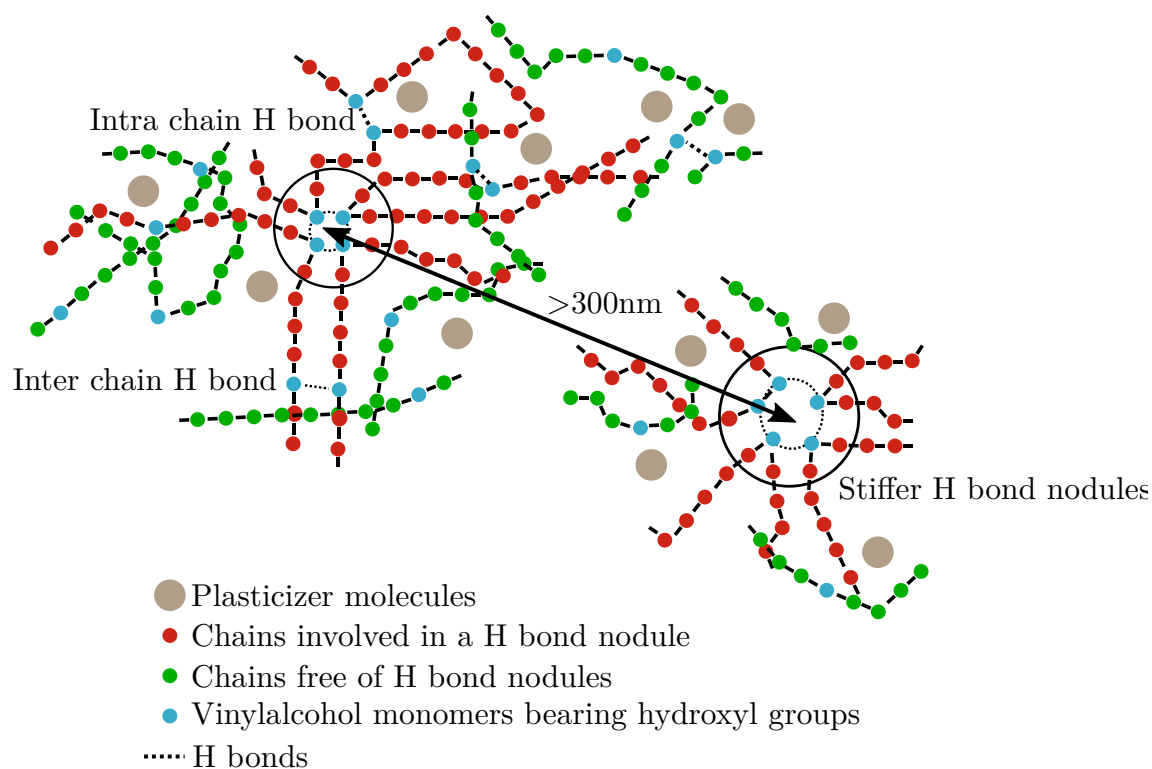 Intra chain H bond
>300nm
Inter chain H bond
Stiffer H bond nodules
Plasticizer molecules
Chains involved in a H bond nodule
Chains free of H bond nodules
Vinylalcohol monomers bearing hydroxyl groups
H bonds